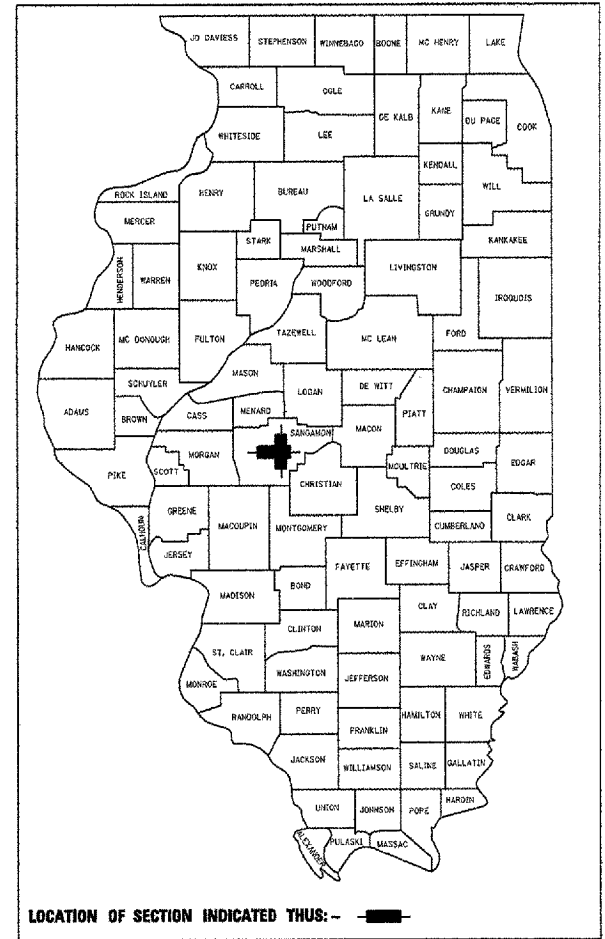 JO DAVIESS STEPHENSON WINNEBAGO BOONE MC HENRY LAKE
CARROLL OGLE
DE KALB KANE DU PAGE COOK
WHITESIDE LEE
KENDALL
ROCK ISLAND HENRY BUREAU LA SALLE WILL
MERCER PUTNAM GRUNDY
STARK MARSHALL KANKAKEE
HENDERSON WARREN KNOX PEORIA WOODFORD LIVINGSTON
IROQUOIS
TAZEWELL
HANCOCK MC DONOUGH FULTON MC LEAN FORD
MASON
SCHUYLER LOGAN DE WITT CHAMPAIGN VERMILION
ADAMS BROWN CASS MENARD PIATT
MACON
SANGAMON
MORGAN DOUGLAS
PIKE SCOTT MOULTRIE EDGAR
CHRISTIAN COLES
GREENE SHELBY
CALHOUN MACOUPIN MONTGOMERY CUMBERLAND CLARK
JERSEY
FAYETTE EFFINGHAM JASPER CRAWFORD
MADISON BOND
CLAY
RICHLAND LAWRENCE
CLINTON MARION
ST. CLAIR WAYNE EDWARDS WABASH
WASHINGTON JEFFERSON
MONROE
RANDOLPH PERRY HAMILTON WHITE
FRANKLIN
JACKSON SALINE GALLATIN
WILLIAMSON
UNION JOHNSON POPE HARDIN
ALEXANDER PULASKI MASSAC
LOCATION OF SECTION INDICATED THUS:-